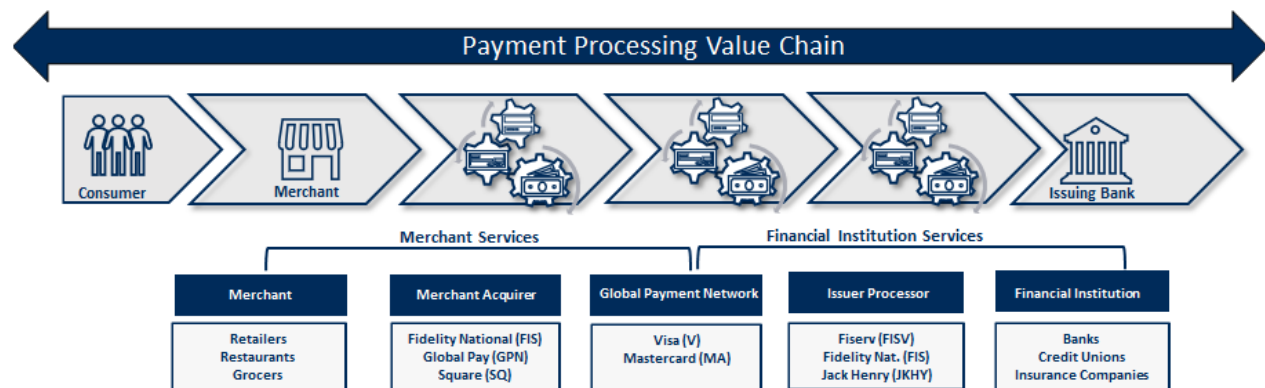 Payment Processing Value Chain
Consumer
Merchant
Issuing Bank
Merchant Services
Financial Institution Services
Merchant
Merchant Acquirer
Global Payment Network
Issuer Processor
Financial Institution
Retailers
Restaurants
Grocers
Fidelity National (FIS)
Global Pay (GPN)
Square (SQ)
Visa (V)
Mastercard (MA)
Fiserv (FISV)
Fidelity Nat. (FIS)
Jack Henry (JKHY)
Banks
Credit Unions
Insurance Companies